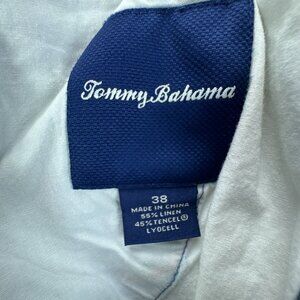 Tommy Bahama
38
MADE IN CHINA
55% LINEN
45% TENCEL®
LYOCELL